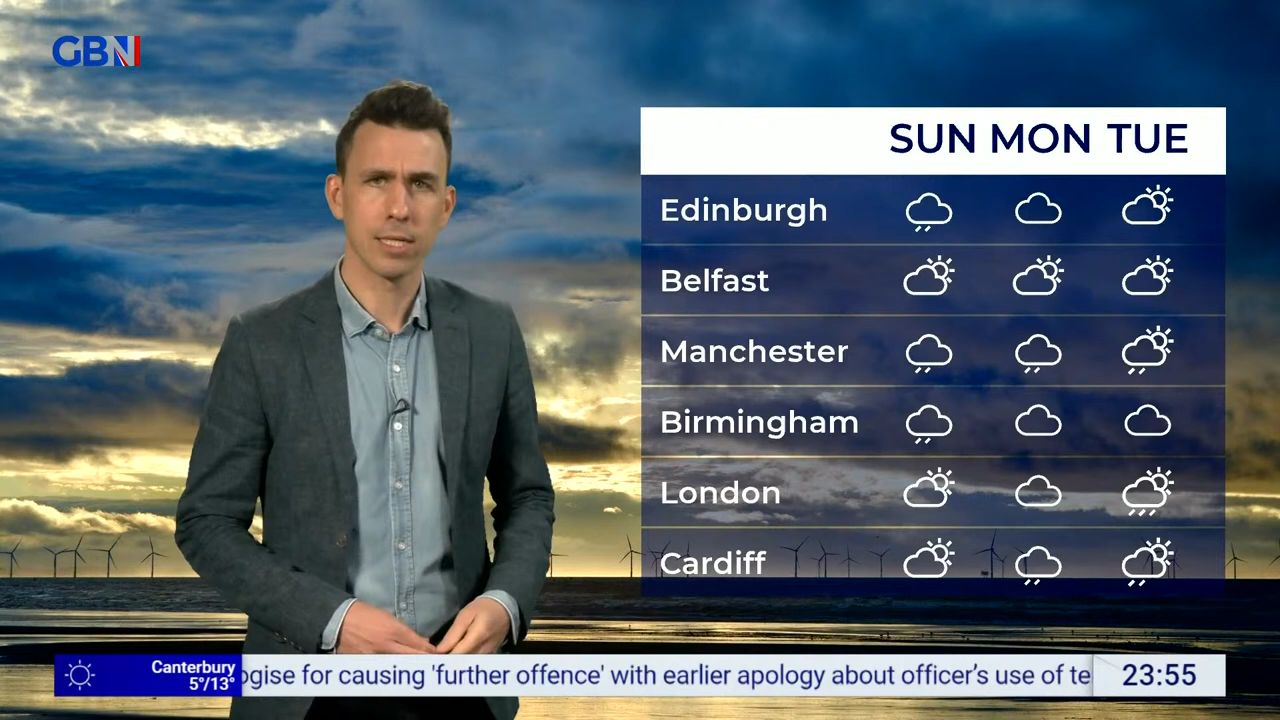 GBN
SUN MON TUE
Edinburgh
Belfast
Manchester
Birmingham
London
Cardiff
Canterbury
5°/13°
ogise for causing 'further offence' with earlier apology about officer's use of te
23:55